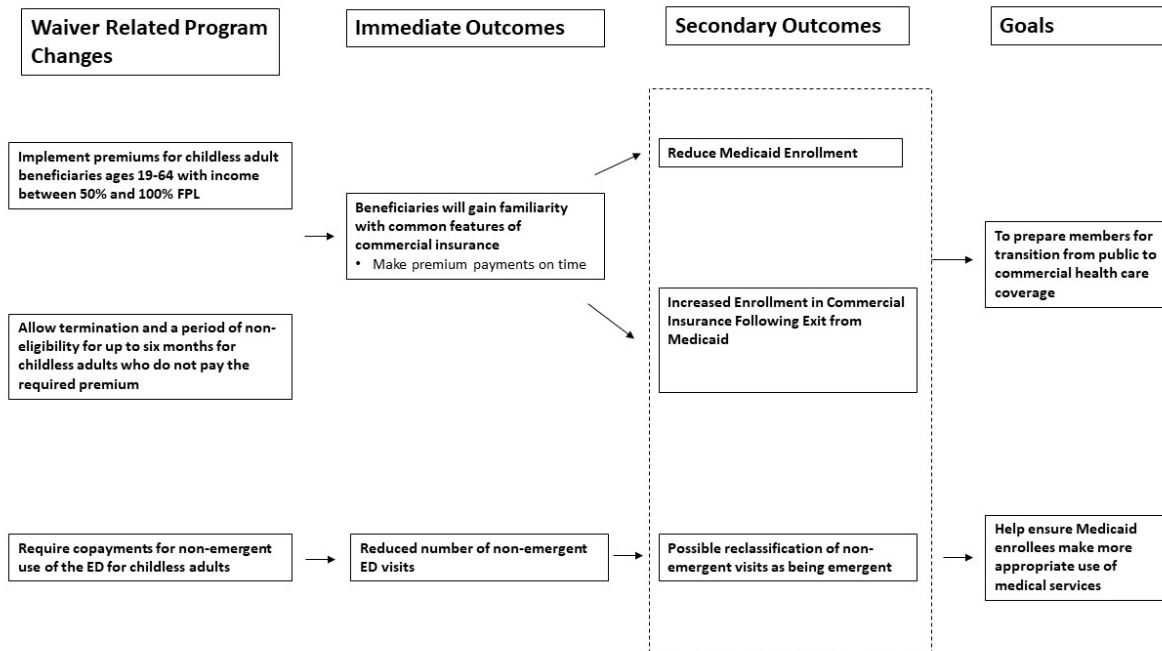 Waiver Related Program
Changes
Immediate Outcomes
Secondary Outcomes
Goals
Implement premiums for childless adult
beneficiaries ages 19-64 with income
between 50% and 100% FPL
Allow termination and a period of non-
eligibility for up to six months for
childless adults who do not pay the
required premium
Require copayments for non-emergent
use of the ED for childless adults
Beneficiaries will gain familiarity
with common features of
commercial insurance
• Make premium payments on time
Reduced number of non-emergent
ED visits
Reduce Medicaid Enrollment
Increased Enrollment in Commercial
Insurance Following Exit from
Medicaid
Possible reclassification of non-
emergent visits as being emergent
To prepare members for
transition from public to
commercial health care
coverage
Help ensure Medicaid
enrollees make more
appropriate use of
medical services